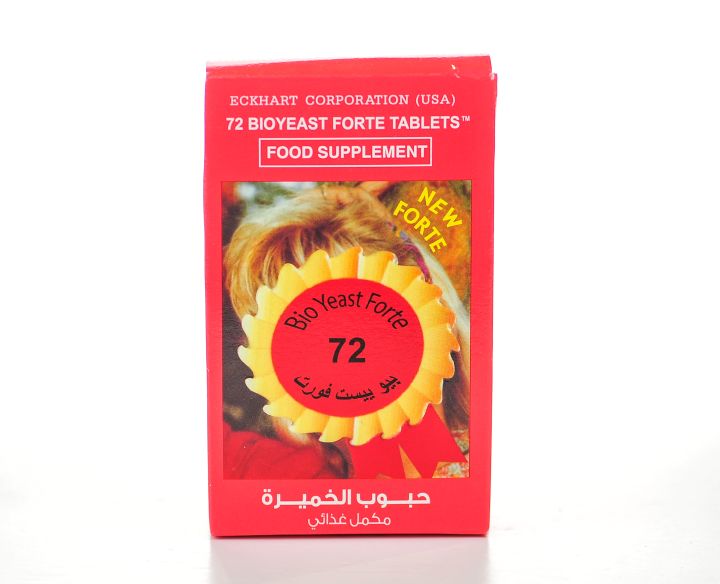 ECKHART CORPORATION (USA)
72 BIOYEAST FORTE TABLETS™
FOOD SUPPLEMENT
NEW
FORTE
Bio Yeast Forte
72
بيو ييست فورت
حبوب الخميرة
مكمل غذائي